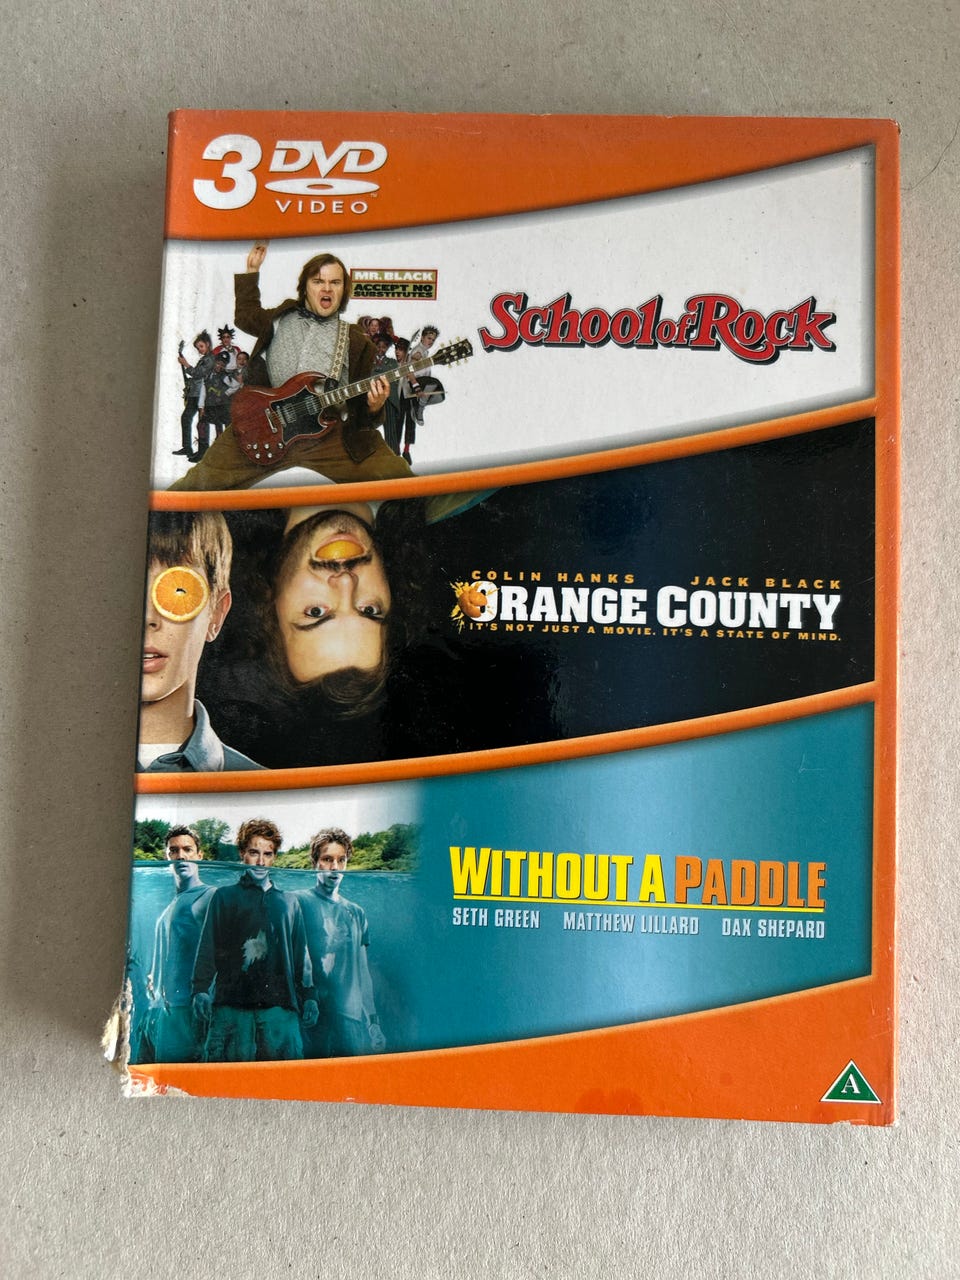 3 DVD
VIDEO
MR. BLACK
ACCEPT NO
SUBSTITUTES
School of Rock
COLIN HANKS JACK BLACK
ORANGE COUNTY
IT'S NOT JUST A MOVIE. IT'S A STATE OF MIND.
WITHOUT A PADDLE
SETH GREEN MATTHEW LILLARD DAX SHEPARD
A